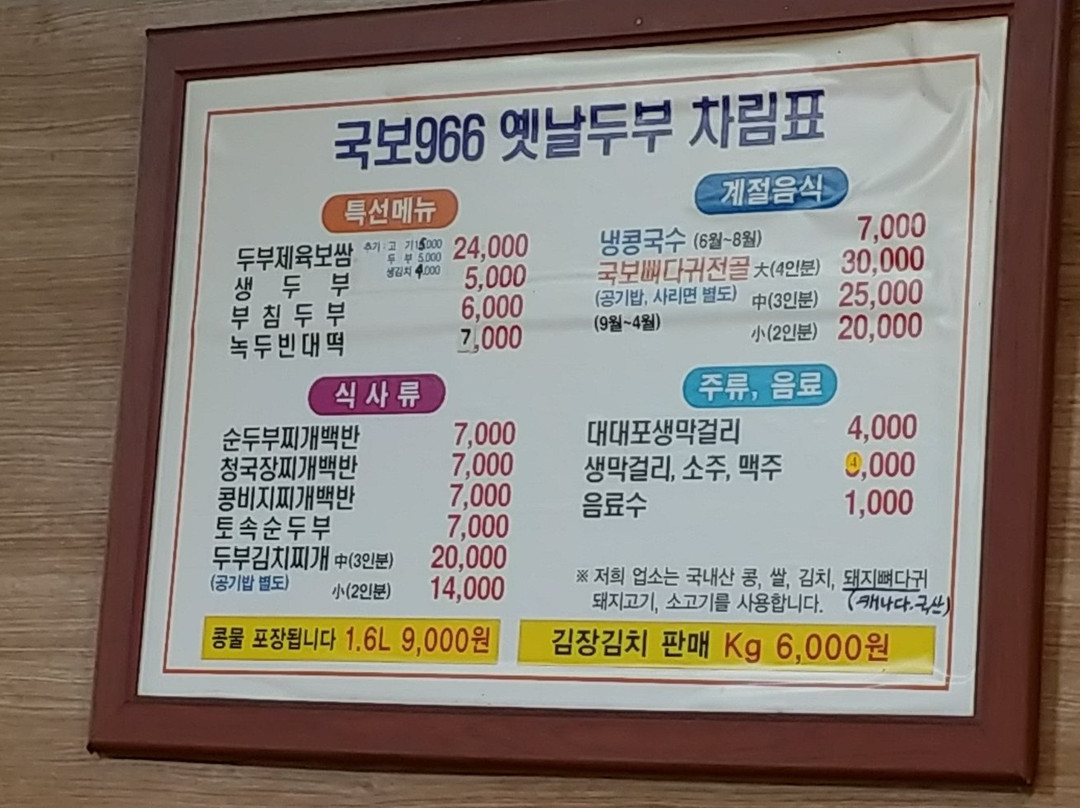 국보966 옛날두부 차림표
특선메뉴
두부제육보쌈 추가 : 고 기 15,000 24,000
두 부 5,000
생김치 4,000
생 두 부 5,000
부 침 두 부 6,000
녹두빈대떡 7,000
식 사 류
순두부찌개백반 7,000
청국장찌개백반 7,000
콩비지찌개백반 7,000
토속순두부 7,000
두부김치찌개 中(3인분) 20,000
(공기밥 별도) 小(2인분) 14,000
계절음식
냉콩국수 (6월~8월) 7,000
국보뼈다귀전골 大(4인분) 30,000
(공기밥, 사리면 별도) 中(3인분) 25,000
(9월~4월) 小(2인분) 20,000
주류, 음료
대대포생막걸리 4,000
생막걸리, 소주, 맥주 4,000
음료수 1,000
※ 저희 업소는 국내산 콩, 쌀, 김치, 돼지뼈다귀
돼지고기, 소고기를 사용합니다. (캐나다.국산)
콩물 포장됩니다 1.6L 9,000원
김장김치 판매 Kg 6,000원